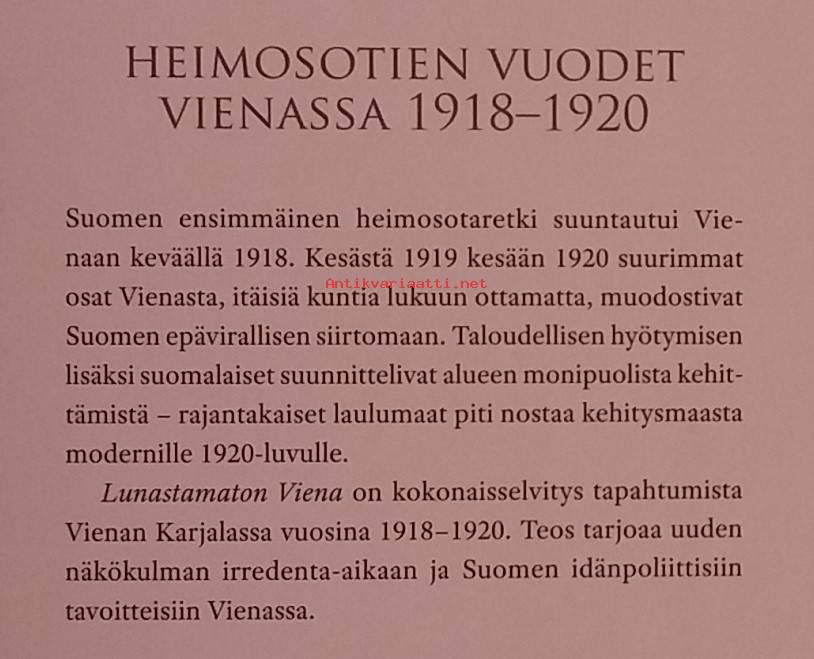 HEIMOSOTIEN VUODET
VIENASSA 1918–1920
Suomen ensimmäinen heimosotaretki suuntautui Vie-
naan keväällä 1918. Kesästä 1919 kesään 1920 suurimmat
Antikvariaatti.net
osat Vienasta, itäisiä kuntia lukuun ottamatta, muodostivat
Suomen epävirallisen siirtomaan. Taloudellisen hyötymisen
lisäksi suomalaiset suunnittelivat alueen monipuolista kehit-
tämistä – rajantakaiset laulumaat piti nostaa kehitysmaasta
modernille 1920-luvulle.
Lunastamaton Viena on kokonaisselvitys tapahtumista
Vienan Karjalassa vuosina 1918–1920. Teos tarjoaa uuden
näkökulman irredenta-aikaan ja Suomen idänpoliittisiin
tavoitteisiin Vienassa.